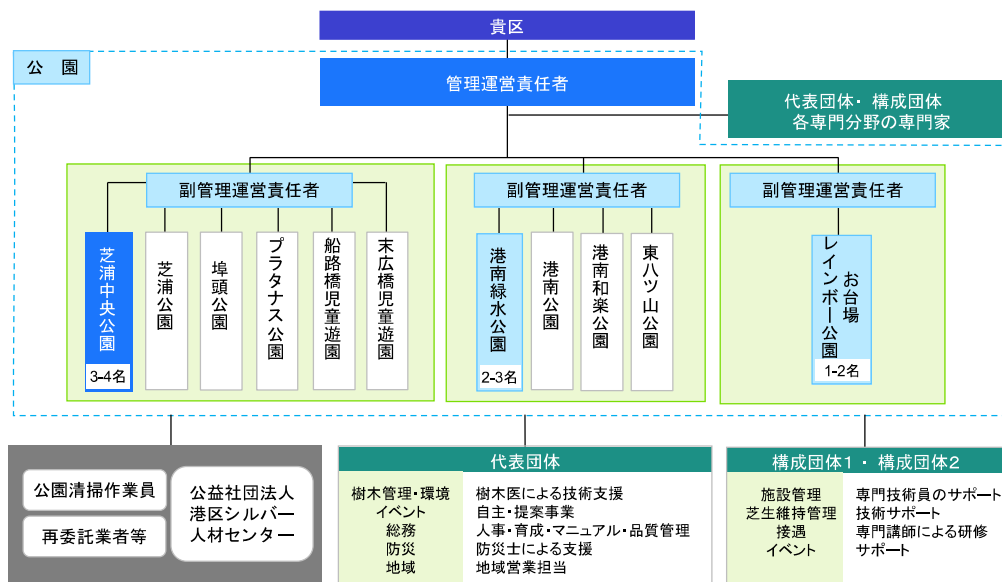 貴区
公 園
管理運営責任者
代表団体・ 構成団体
各専門分野の専門家
副管理運営責任者
芝浦中央公園
3-4名
芝浦公園
埠頭公園
プラタナス公園
船路橋児童遊園
末広橋児童遊園
副管理運営責任者
港南緑水公園
2-3名
港南公園
港南和楽公園
東八ツ山公園
副管理運営責任者
お台場
レインボー公園
1-2名
公園清掃作業員
再委託業者等
公益社団法人
港区シルバー
人材センター
代表団体
樹木管理・環境 樹木医による技術支援
イベント 自主・提案事業
総務 人事・育成・マニュアル・品質管理
防災 防災士による支援
地域 地域営業担当
構成団体1 ・ 構成団体2
施設管理 専門技術員のサポート
芝生維持管理 技術サポート
接遇 専門講師による研修
イベント サポート